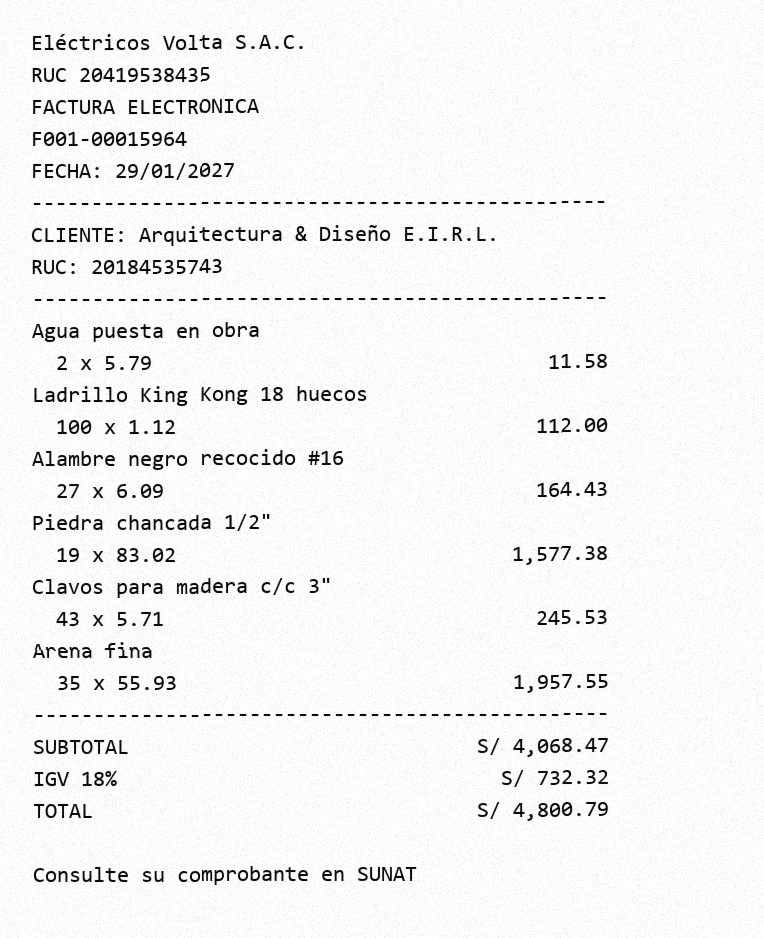 Eléctricos Volta S.A.C.
RUC 20419538435
FACTURA ELECTRONICA
F001-00015964
FECHA: 29/01/2027
------------------------------------------------
CLIENTE: Arquitectura & Diseño E.I.R.L.
RUC: 20184535743
------------------------------------------------
Agua puesta en obra
2 x 5.79 11.58
Ladrillo King Kong 18 huecos
100 x 1.12 112.00
Alambre negro recocido #16
27 x 6.09 164.43
Piedra chancada 1/2"
19 x 83.02 1,577.38
Clavos para madera c/c 3"
43 x 5.71 245.53
Arena fina
35 x 55.93 1,957.55
------------------------------------------------
SUBTOTAL S/ 4,068.47
IGV 18% S/ 732.32
TOTAL S/ 4,800.79
Consulte su comprobante en SUNAT